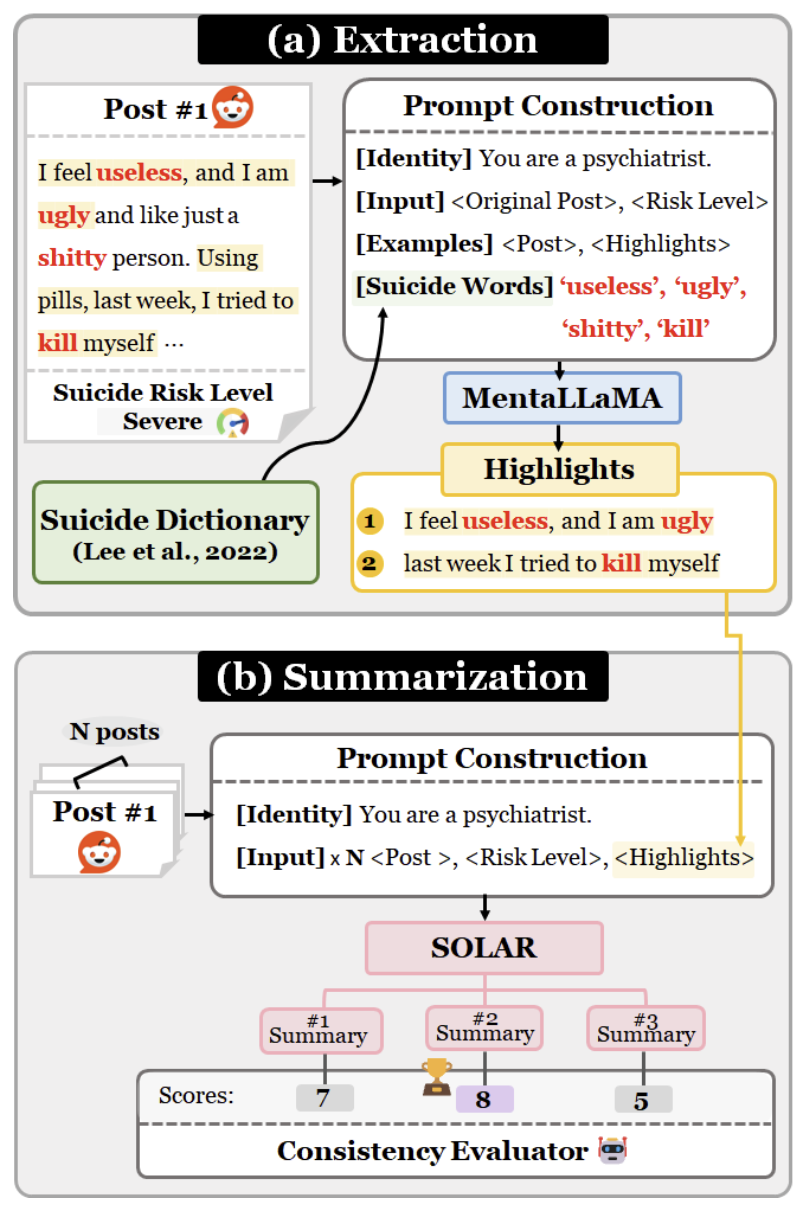 (a) Extraction
Post #1
I feel useless, and I am
ugly and like just a
shitty person. Using
pills, last week, I tried to
kill myself ...
Suicide Risk Level
Severe
Prompt Construction
[Identity] You are a psychiatrist.
[Input] <Original Post>, <Risk Level>
[Examples] <Post>, <Highlights>
[Suicide Words] ‘useless’, ‘ugly’,
‘shitty’, ‘kill’
MentaLLaMA
Suicide Dictionary
(Lee et al., 2022)
Highlights
1 I feel useless, and I am ugly
2 last week I tried to kill myself
(b) Summarization
N posts
Post #1
Prompt Construction
[Identity] You are a psychiatrist.
[Input] x N <Post >, <Risk Level>, <Highlights>
SOLAR
#1
Summary
#2
Summary
#3
Summary
Scores: 7 8 5
Consistency Evaluator